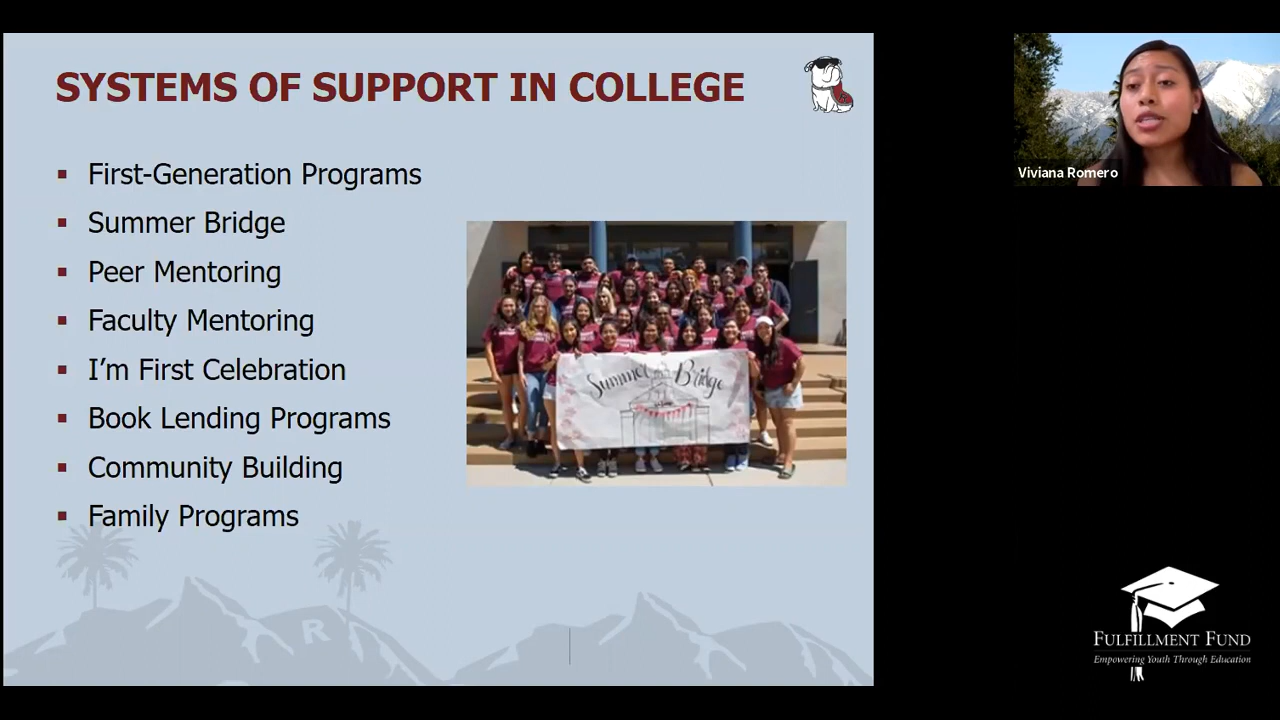 SYSTEMS OF SUPPORT IN COLLEGE
▪ First-Generation Programs
▪ Summer Bridge
▪ Peer Mentoring
▪ Faculty Mentoring
▪ I'm First Celebration
▪ Book Lending Programs
▪ Community Building
▪ Family Programs
Summer Bridge
R
Viviana Romero
FULFILLMENT FUND
Empowering Youth Through Education